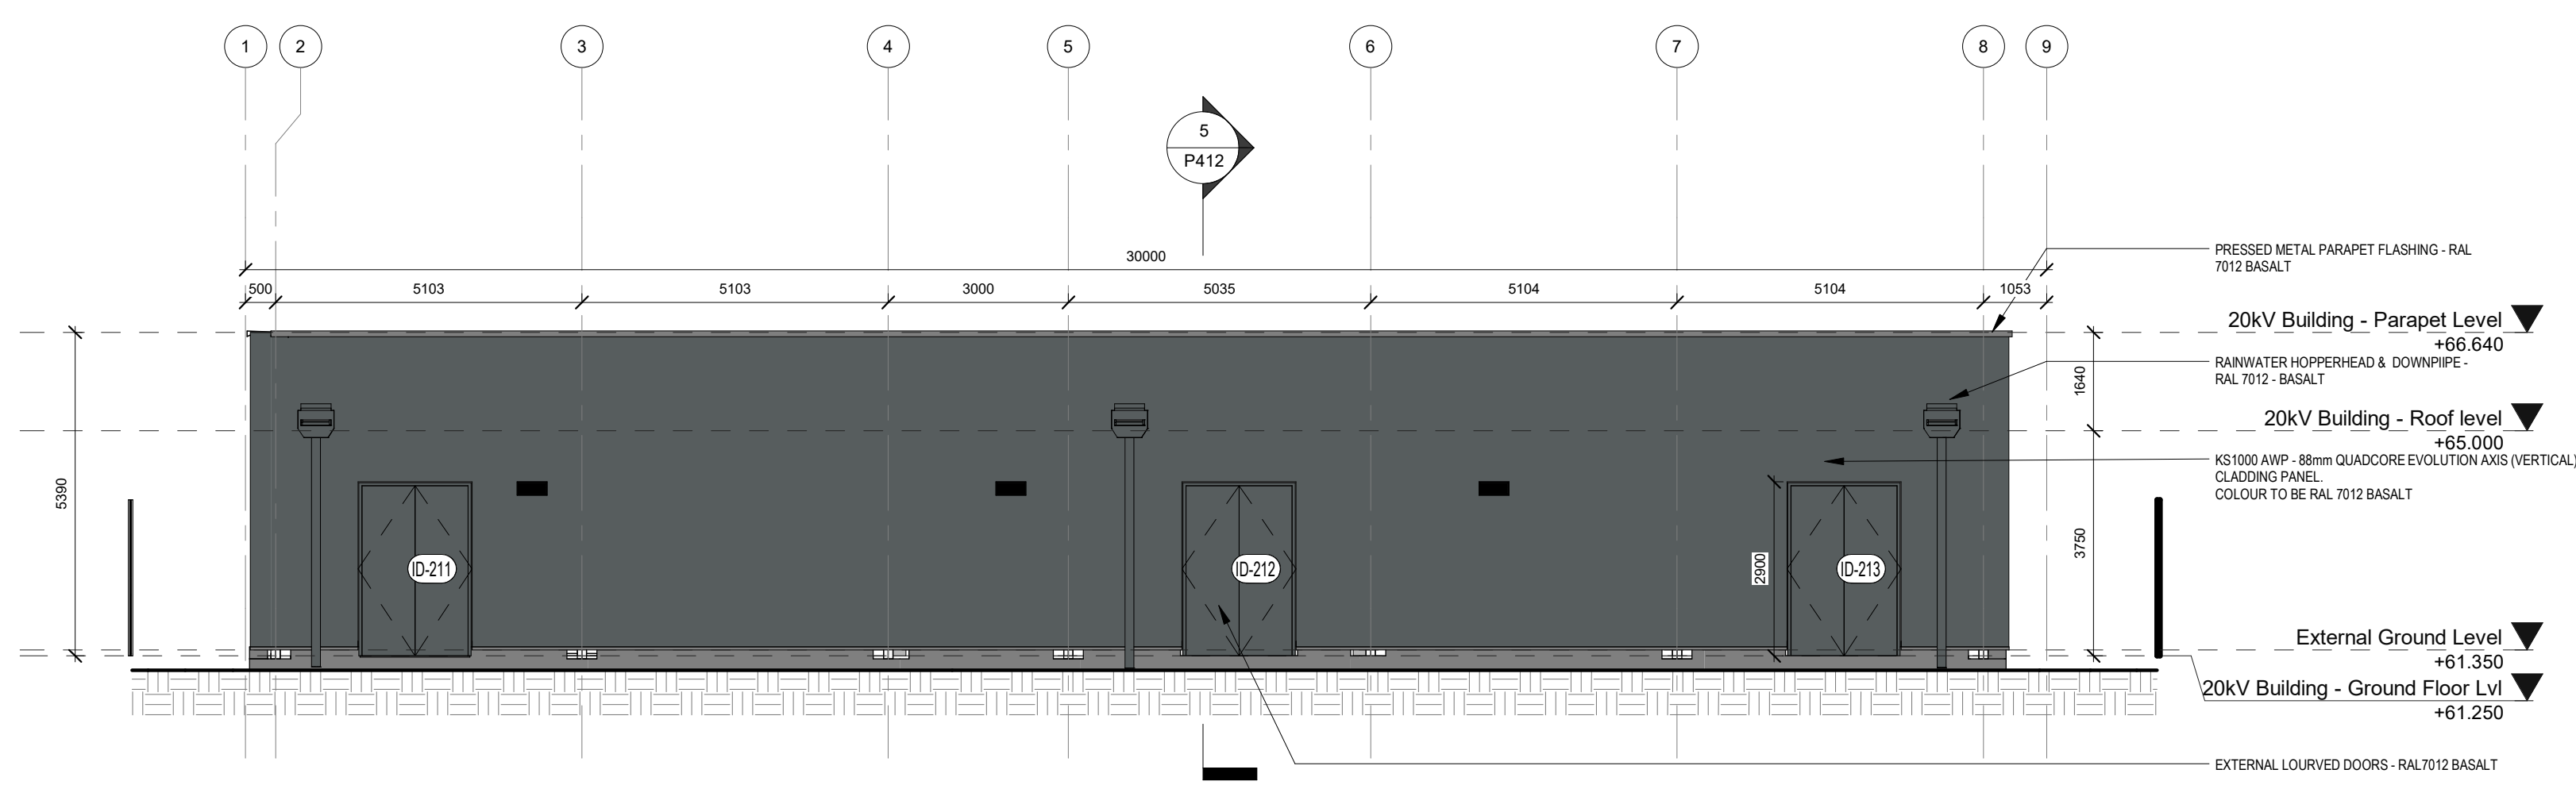 1
2
3
4
5
6
7
8
9
5
P412
30000
500
5103
5103
3000
5035
5104
5104
1053
PRESSED METAL PARAPET FLASHING - RAL
7012 BASALT
20kV Building - Parapet Level
+66.640
RAINWATER HOPPERHEAD & DOWNPIIPE -
RAL 7012 - BASALT
1640
20kV Building - Roof level
+65.000
KS1000 AWP - 88mm QUADCORE EVOLUTION AXIS (VERTICAL)
CLADDING PANEL.
COLOUR TO BE RAL 7012 BASALT
5390
3750
2900
ID-211
ID-212
ID-213
External Ground Level
+61.350
20kV Building - Ground Floor Lvl
+61.250
EXTERNAL LOURVED DOORS - RAL7012 BASALT